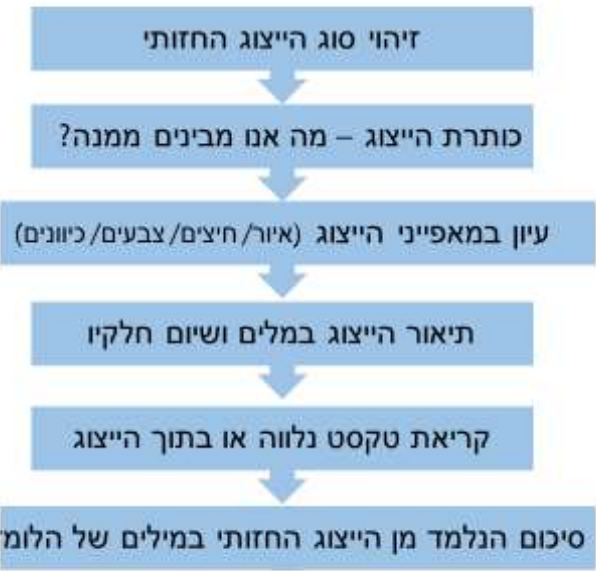 זיהוי סוג הייצוג החזותי
כותרת הייצוג – מה אנו מבינים ממנה?
עיון במאפייני הייצוג (איור/ חיצים/ צבעים/ כיוונים)
תיאור הייצוג במלים ושיום חלקיו
קריאת טקסט נלווה או בתוך הייצוג
סיכום הנלמד מן הייצוג החזותי במילים של